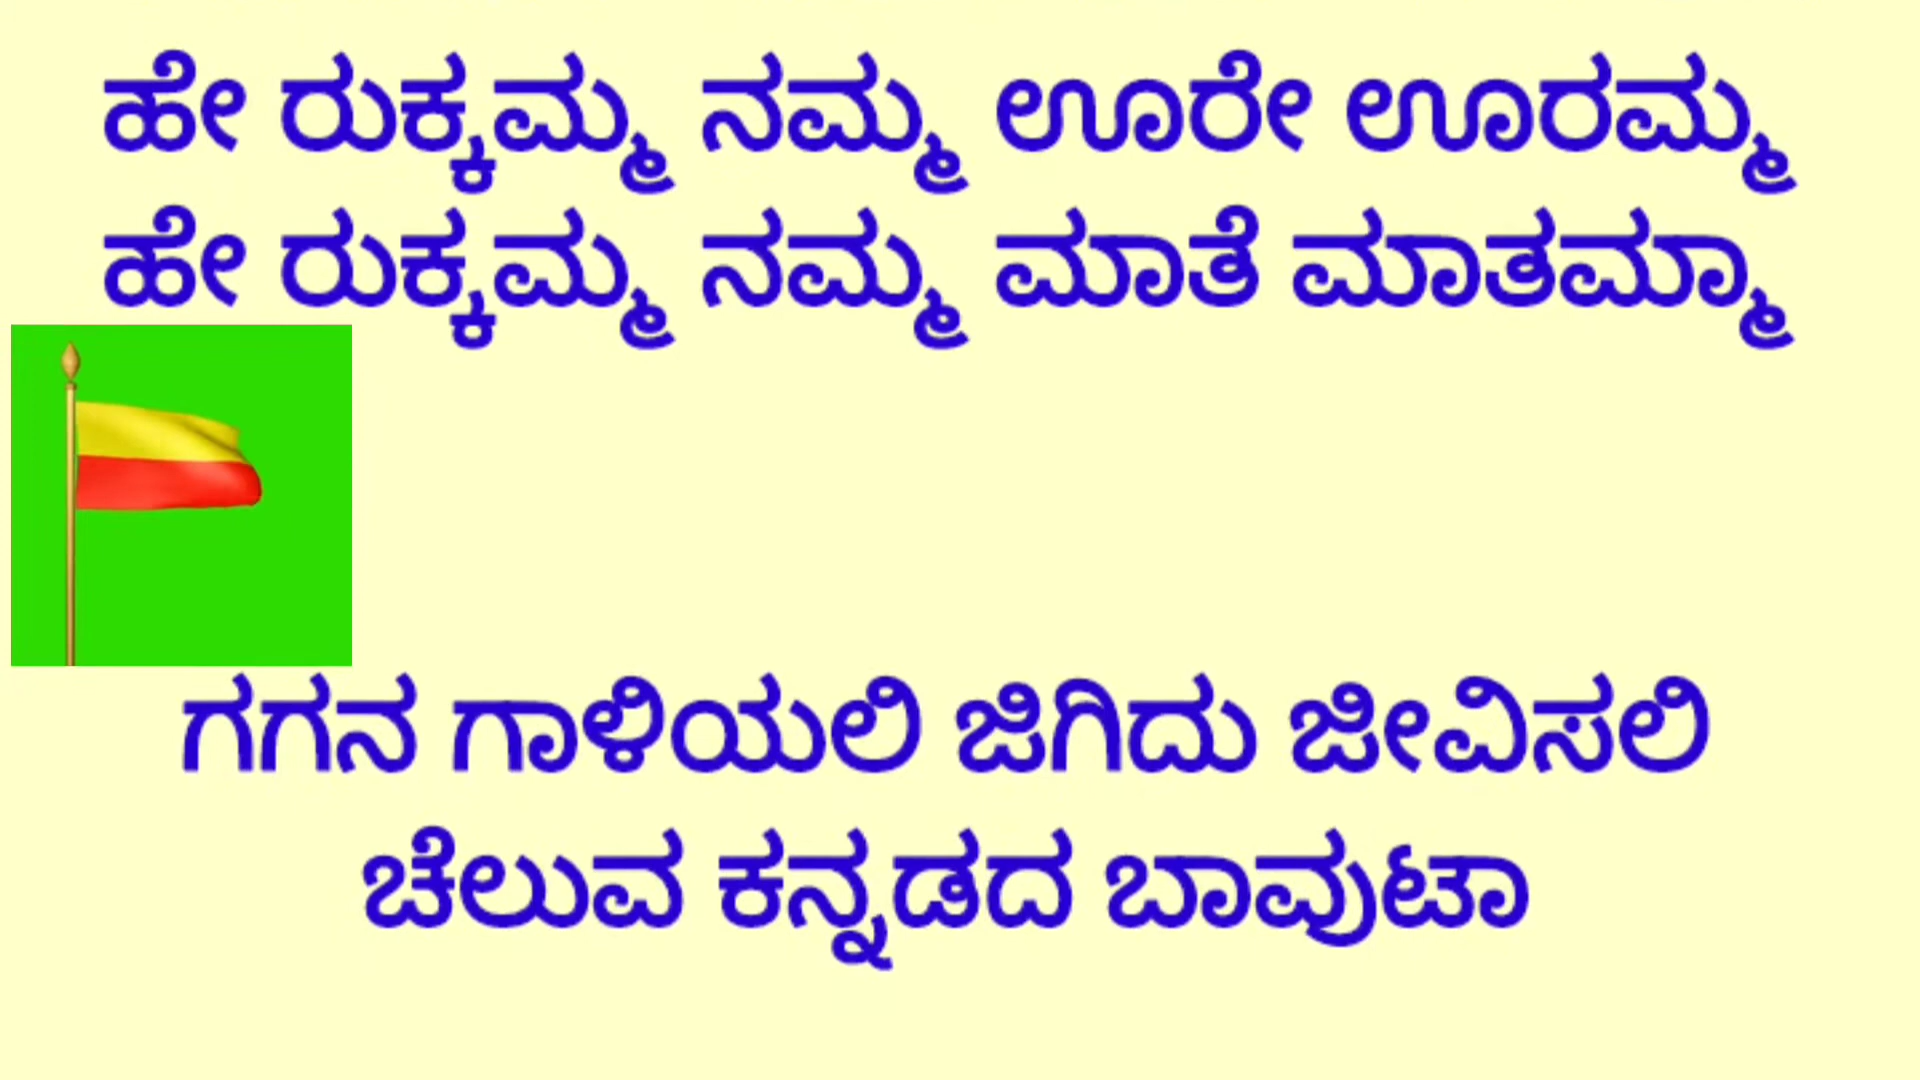 ಹೇ ರುಕ್ಕಮ್ಮ ನಮ್ಮ ಊರೇ ಊರಮ್ಮ
ಹೇ ರುಕ್ಕಮ್ಮ ನಮ್ಮ ಮಾತೆ ಮಾತಮ್ಮಾ
ಗಗನ ಗಾಳಿಯಲಿ ಜಿಗಿದು ಜೀವಿಸಲಿ
ಚೆಲುವ ಕನ್ನಡದ ಬಾವುಟಾ